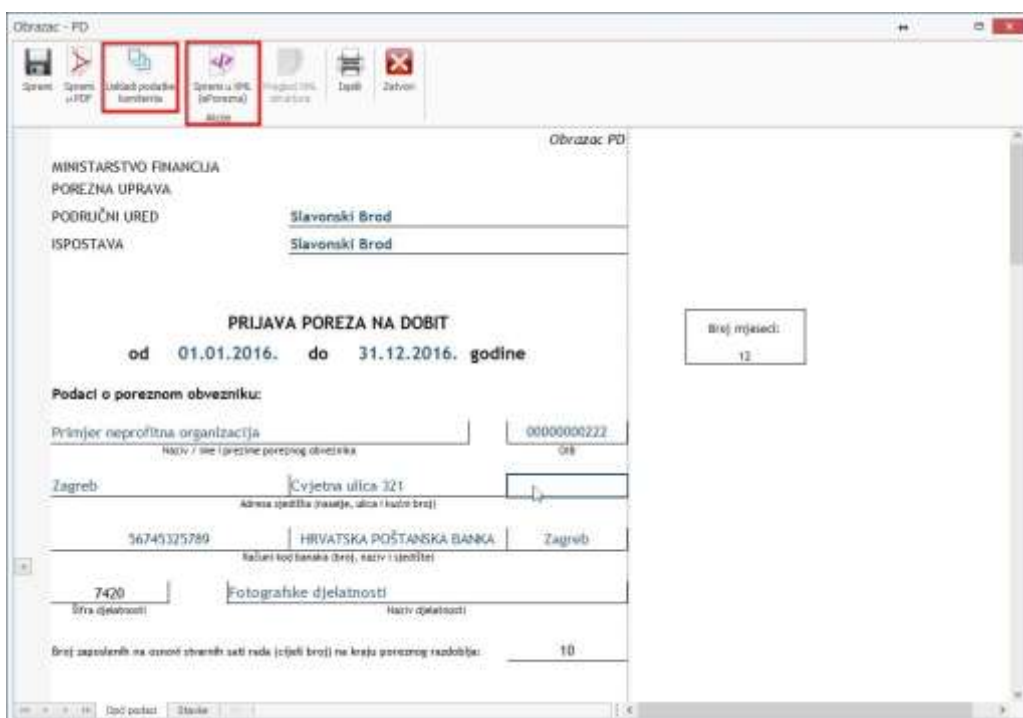 Obrazac - PD
Spremi Spremi u PDF Uskladi podatke komitenta Spremi u XML (ePorezna) Pregled XML strukture Ispiši Zatvori
Akcije
Obrazac PD
MINISTARSTVO FINANCIJA
POREZNA UPRAVA
PODRUČNI URED Slavonski Brod
ISPOSTAVA Slavonski Brod
PRIJAVA POREZA NA DOBIT
Broj mjeseci:
od 01.01.2016. do 31.12.2016. godine
12
Podaci o poreznom obvezniku:
Primjer neprofitna organizacija 00000000222
Naziv / ime i prezime poreznog obveznika OIB
Zagreb Cvjetna ulica 321
Adresa sjedišta (naselje, ulica i kućni broj)
56745325789 HRVATSKA POŠTANSKA BANKA Zagreb
Računi kod banaka (broj, naziv i sjedište)
7420 Fotografske djelatnosti
Šifra djelatnosti Naziv djelatnosti
Broj zaposlenih na osnovi stvarnih sati rada (cijeli broj) na kraju poreznog razdoblja: 10
Opći podaci Stavke